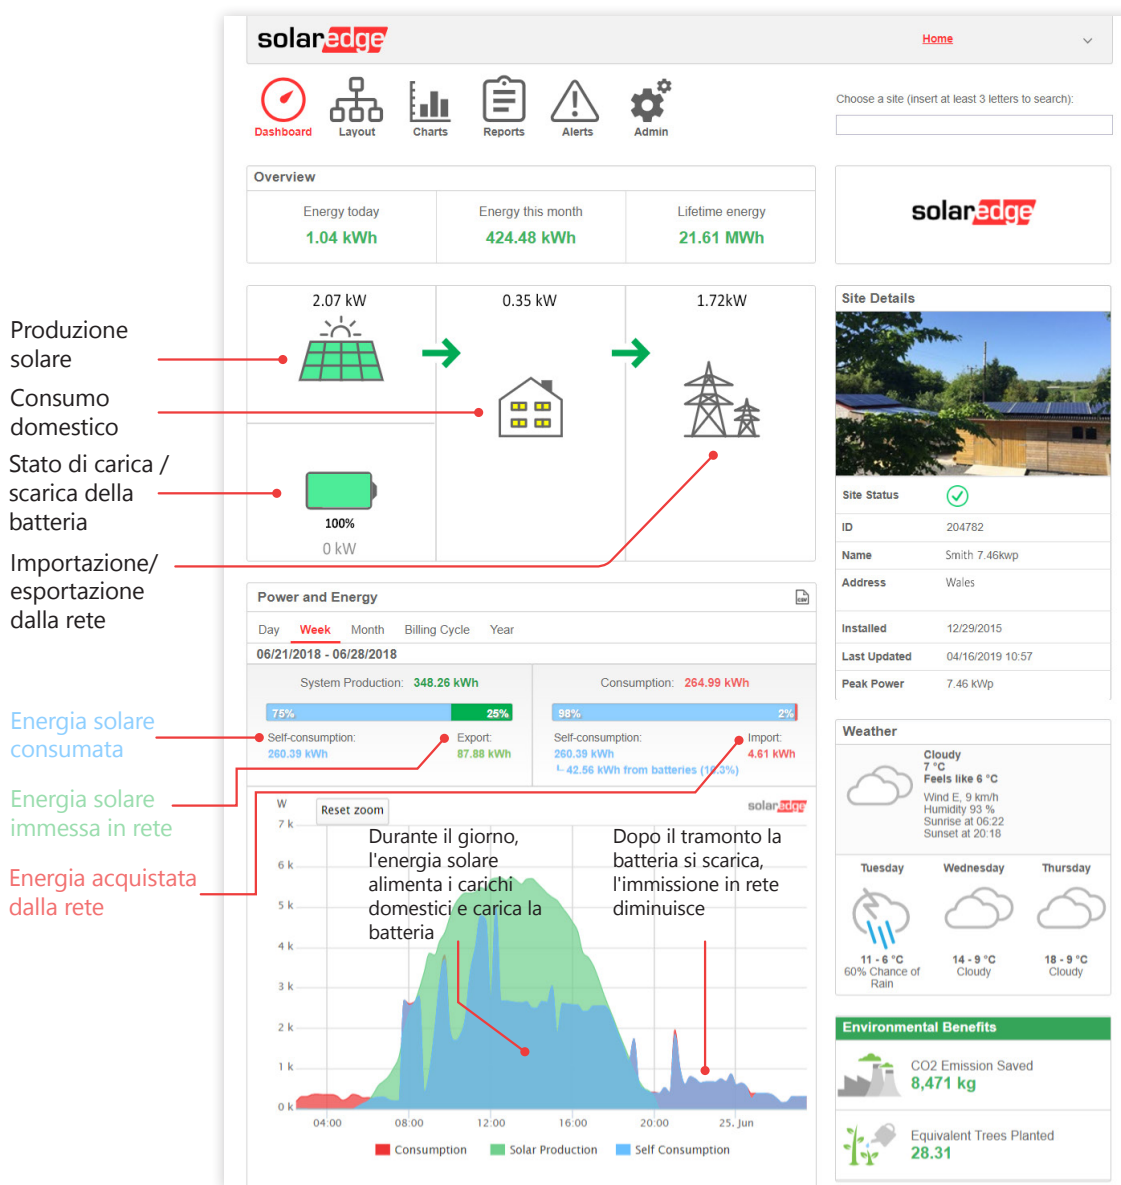 solaredge
Home
Dashboard
Layout
Charts
Reports
Alerts
Admin
Choose a site (insert at least 3 letters to search):
Overview
Energy today
Energy this month
Lifetime energy
1.04 kWh
424.48 kWh
21.61 MWh
solaredge
2.07 kW
0.35 kW
1.72kW
100%
0 kW
Produzione
solare
Consumo
domestico
Stato di carica /
scarica della
batteria
Importazione/
esportazione
dalla rete
Site Details
Site Status
ID 204782
Name Smith 7.46kwp
Address Wales
Installed 12/29/2015
Last Updated 04/16/2019 10:57
Peak Power 7.46 kWp
Power and Energy
csv
Day Week Month Billing Cycle Year
06/21/2018 - 06/28/2018
System Production: 348.26 kWh
Consumption: 264.99 kWh
75% 25%
98% 2%
Self-consumption:
260.39 kWh
Export:
87.88 kWh
Self-consumption:
260.39 kWh
42.56 kWh from batteries (16.3%)
Import:
4.61 kWh
Energia solare
consumata
Energia solare
immessa in rete
Energia acquistata
dalla rete
W
Reset zoom
solaredge
7 k
6 k
5 k
4 k
3 k
2 k
1 k
0 k
Durante il giorno,
l'energia solare
alimenta i carichi
domestici e carica la
batteria
Dopo il tramonto la
batteria si scarica,
l'immissione in rete
diminuisce
04:00 08:00 12:00 16:00 20:00 25. Jun
Consumption Solar Production Self Consumption
Weather
Cloudy
7 °C
Feels like 6 °C
Wind E, 9 km/h
Humidity 93 %
Sunrise at 06:22
Sunset at 20:18
Tuesday
Wednesday
Thursday
11 - 6 °C
60% Chance of
Rain
14 - 9 °C
Cloudy
18 - 9 °C
Cloudy
Environmental Benefits
CO2 Emission Saved
8,471 kg
Equivalent Trees Planted
28.31